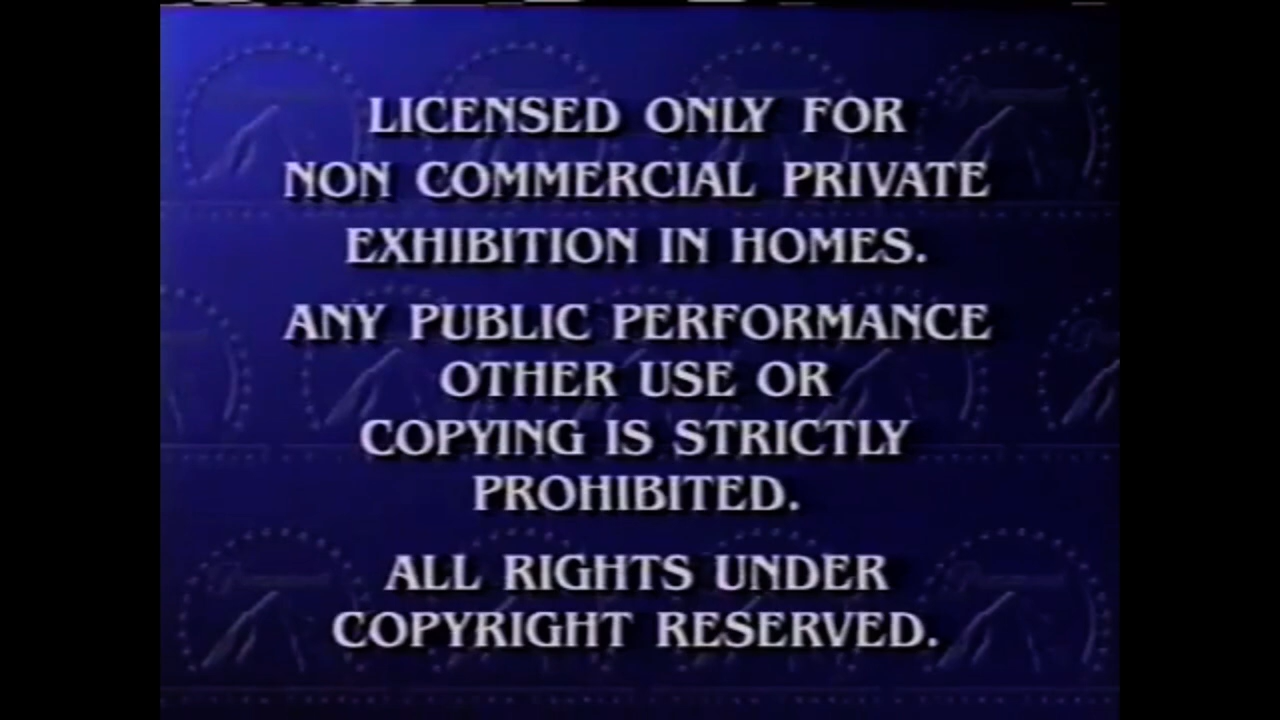 LICENSED ONLY FOR
NON COMMERCIAL PRIVATE
EXHIBITION IN HOMES.
ANY PUBLIC PERFORMANCE
OTHER USE OR
COPYING IS STRICTLY
PROHIBITED.
ALL RIGHTS UNDER
COPYRIGHT RESERVED.